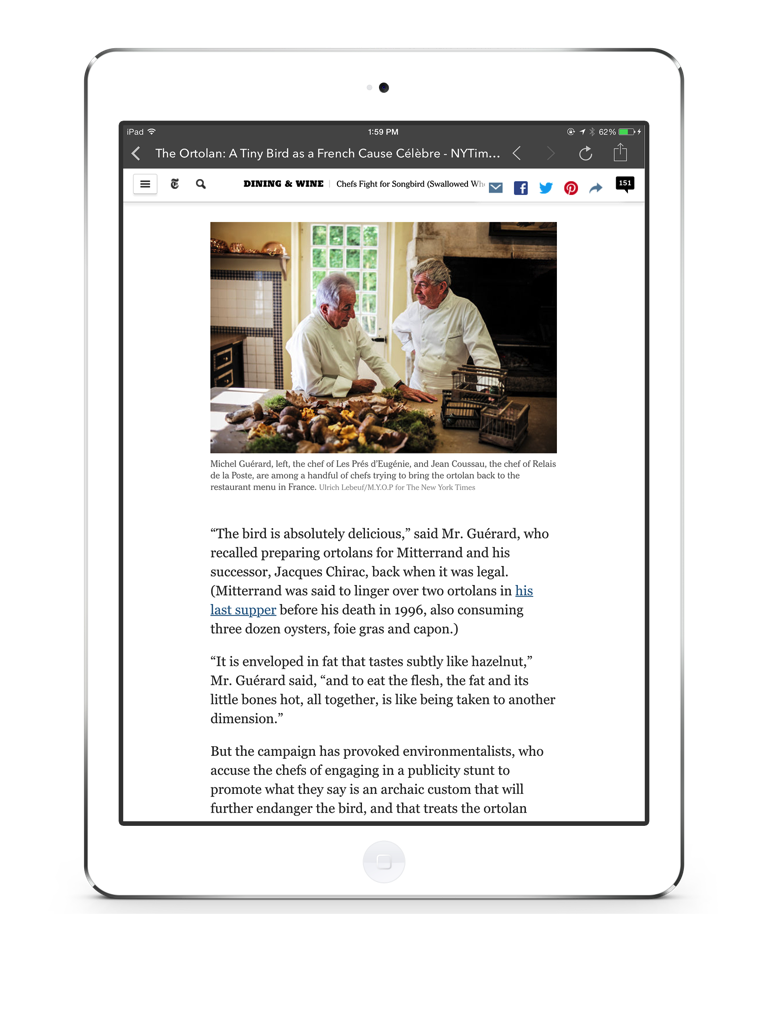 iPad
1:59 PM
62%
The Ortolan: A Tiny Bird as a French Cause Célèbre - NYTim...
DINING & WINE
Chefs Fight for Songbird (Swallowed Who
151
Michel Guérard, left, the chef of Les Prés d'Eugénie, and Jean Coussau, the chef of Relais
de la Poste, are among a handful of chefs trying to bring the ortolan back to the
restaurant menu in France. Ulrich Lebeuf/M.Y.O.P for The New York Times
“The bird is absolutely delicious,” said Mr. Guérard, who
recalled preparing ortolans for Mitterrand and his
successor, Jacques Chirac, back when it was legal.
(Mitterrand was said to linger over two ortolans in his
last supper before his death in 1996, also consuming
three dozen oysters, foie gras and capon.)
“It is enveloped in fat that tastes subtly like hazelnut,”
Mr. Guérard said, “and to eat the flesh, the fat and its
little bones hot, all together, is like being taken to another
dimension.”
But the campaign has provoked environmentalists, who
accuse the chefs of engaging in a publicity stunt to
promote what they say is an archaic custom that will
further endanger the bird, and that treats the ortolan